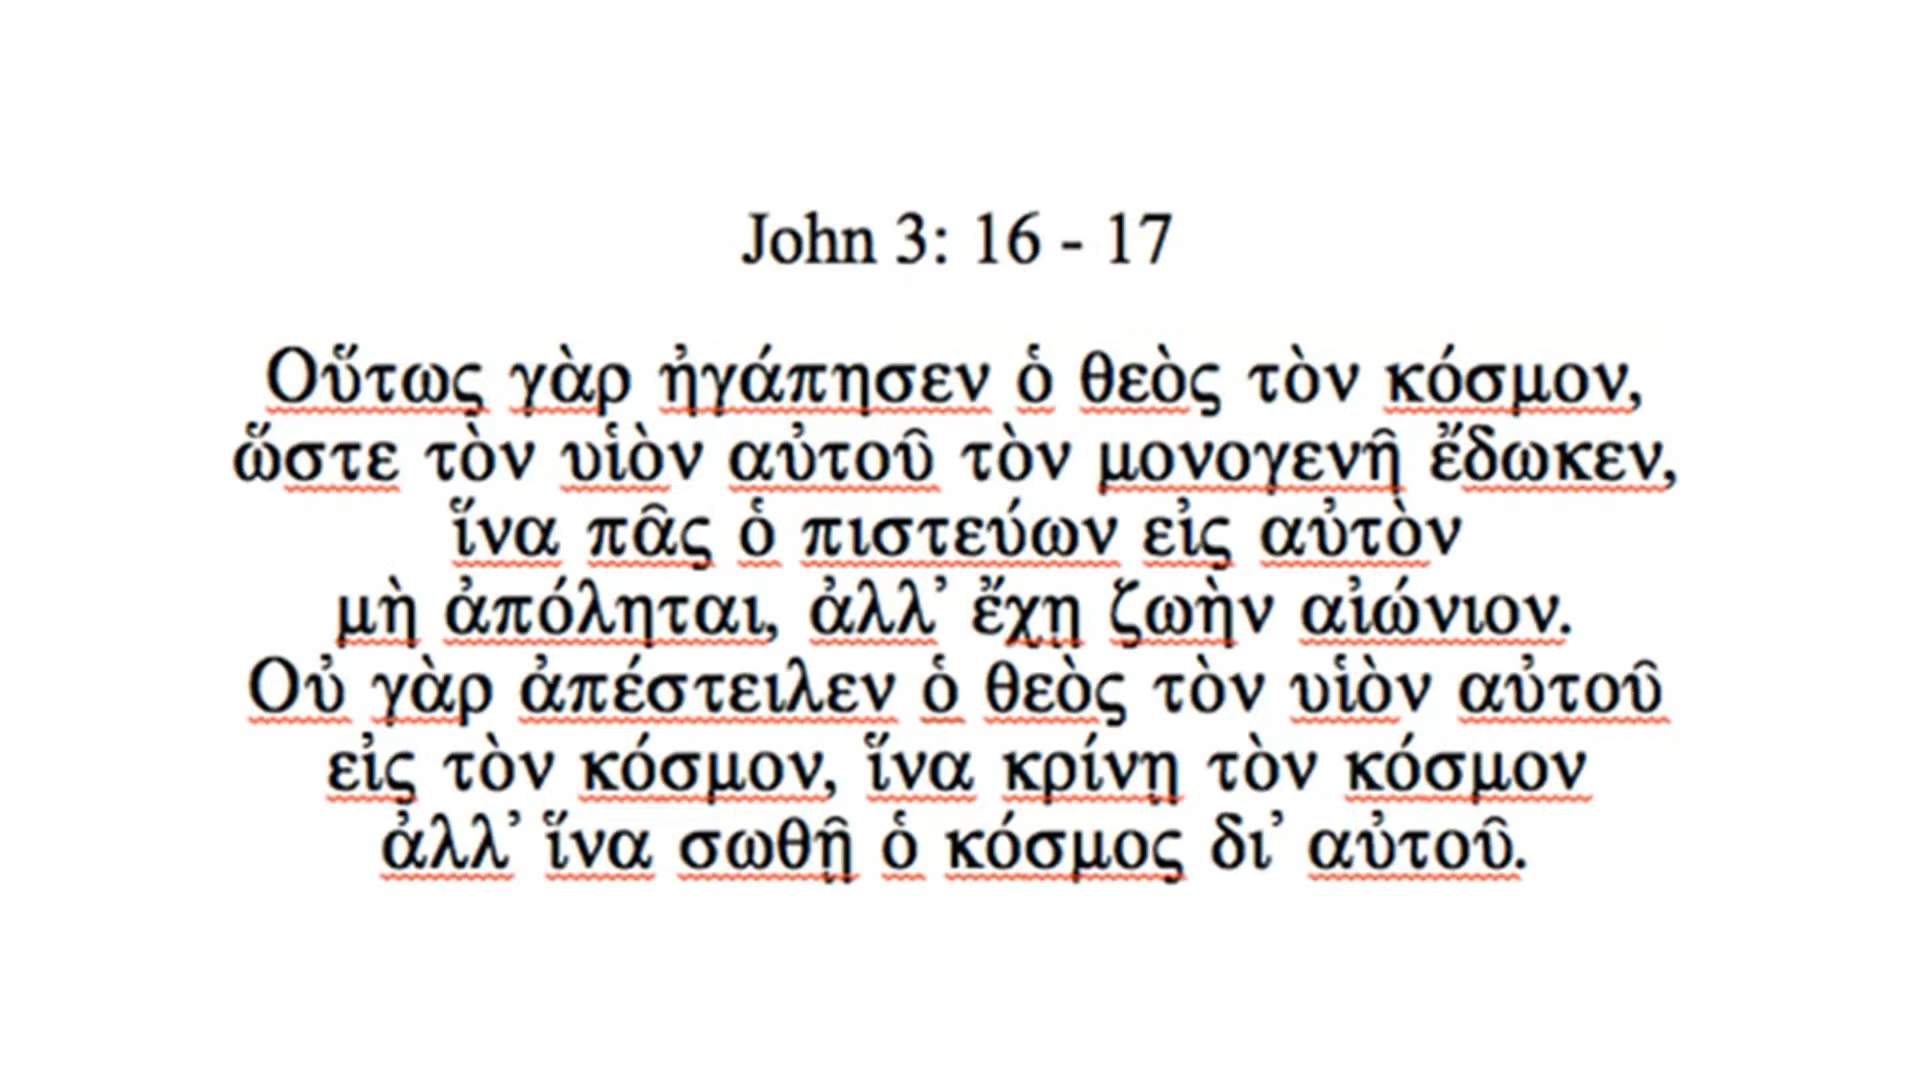 John 3: 16 - 17
Οὕτως γὰρ ἠγάπησεν ὁ θεὸς τὸν κόσμον,
ὥστε τὸν υἱὸν αὐτοῦ τὸν μονογενῆ ἔδωκεν,
ἵνα πᾶς ὁ πιστεύων εἰς αὐτὸν
μὴ ἀπόληται, ἀλλ᾽ ἔχῃ ζωὴν αἰώνιον.
Οὐ γὰρ ἀπέστειλεν ὁ θεὸς τὸν υἱὸν αὐτοῦ
εἰς τὸν κόσμον, ἵνα κρίνῃ τὸν κόσμον
ἀλλ᾽ ἵνα σωθῇ ὁ κόσμος δι᾽ αὐτοῦ.